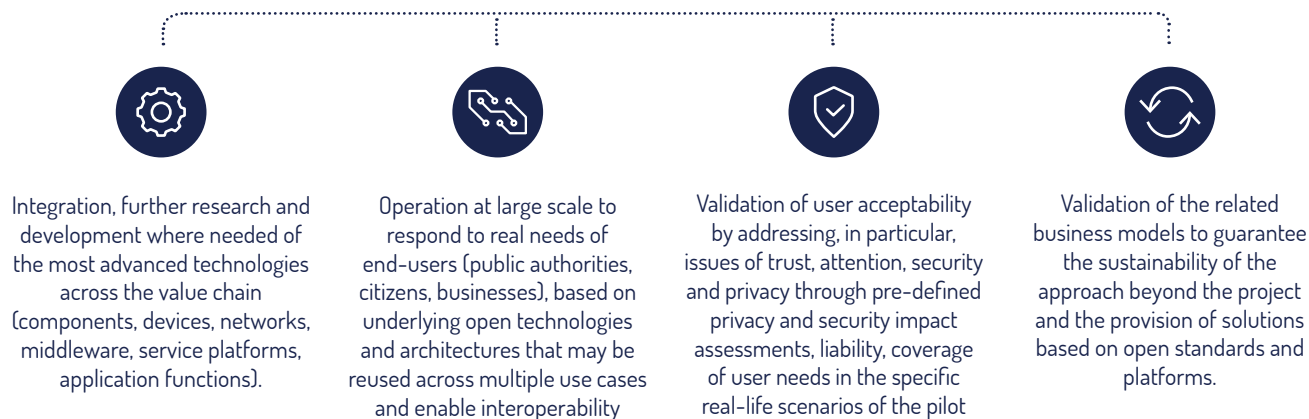 Integration, further research and
development where needed of
the most advanced technologies
across the value chain
(components, devices, networks,
middleware, service platforms,
application functions).
Operation at large scale to
respond to real needs of
end-users (public authorities,
citizens, businesses), based on
underlying open technologies
and architectures that may be
reused across multiple use cases
and enable interoperability
Validation of user acceptability
by addressing, in particular,
issues of trust, attention, security
and privacy through pre-defined
privacy and security impact
assessments, liability, coverage
of user needs in the specific
real-life scenarios of the pilot
Validation of the related
business models to guarantee
the sustainability of the
approach beyond the project
and the provision of solutions
based on open standards and
platforms.